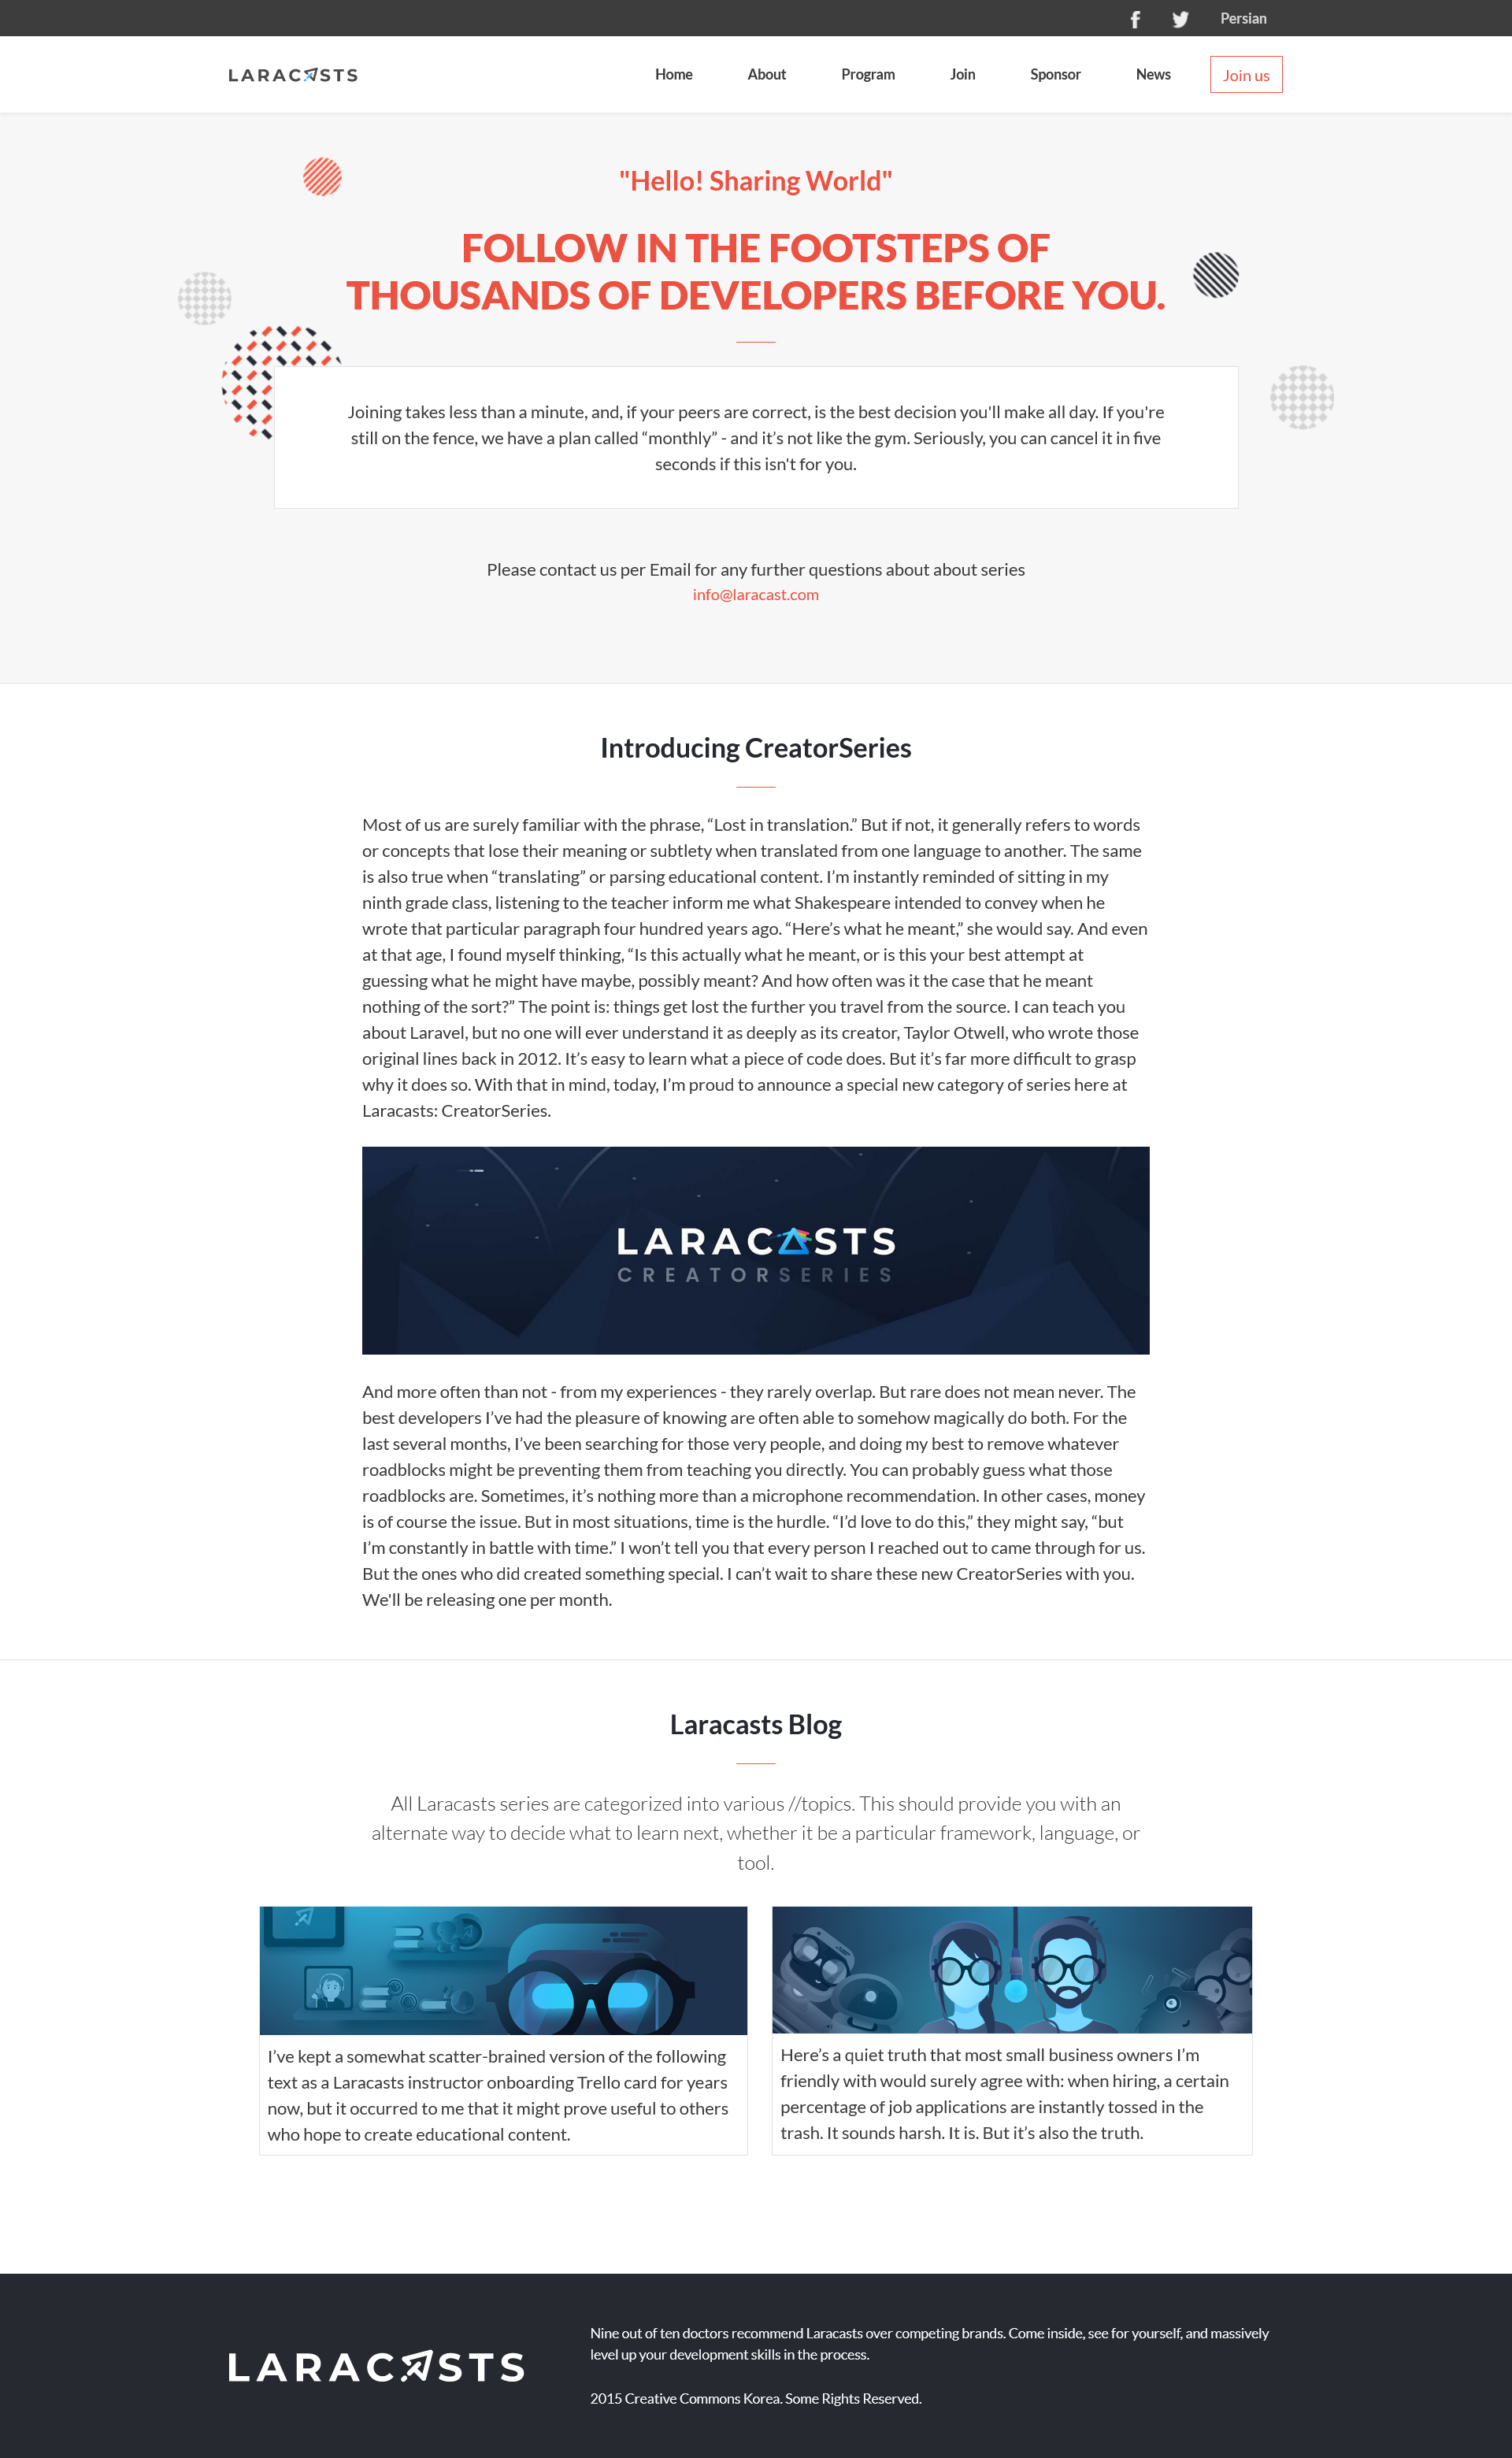 Persian
LARACASTS
Home About Program Join Sponsor News Join us
"Hello! Sharing World"
FOLLOW IN THE FOOTSTEPS OF
THOUSANDS OF DEVELOPERS BEFORE YOU.
Joining takes less than a minute, and, if your peers are correct, is the best decision you'll make all day. If you're
still on the fence, we have a plan called “monthly” - and it’s not like the gym. Seriously, you can cancel it in five
seconds if this isn't for you.
Please contact us per Email for any further questions about about series
info@laracast.com
Introducing CreatorSeries
Most of us are surely familiar with the phrase, “Lost in translation.” But if not, it generally refers to words
or concepts that lose their meaning or subtlety when translated from one language to another. The same
is also true when “translating” or parsing educational content. I’m instantly reminded of sitting in my
ninth grade class, listening to the teacher inform me what Shakespeare intended to convey when he
wrote that particular paragraph four hundred years ago. “Here’s what he meant,” she would say. And even
at that age, I found myself thinking, “Is this actually what he meant, or is this your best attempt at
guessing what he might have maybe, possibly meant? And how often was it the case that he meant
nothing of the sort?” The point is: things get lost the further you travel from the source. I can teach you
about Laravel, but no one will ever understand it as deeply as its creator, Taylor Otwell, who wrote those
original lines back in 2012. It’s easy to learn what a piece of code does. But it’s far more difficult to grasp
why it does so. With that in mind, today, I’m proud to announce a special new category of series here at
Laracasts: CreatorSeries.
LARACASTS
CREATORSERIES
And more often than not - from my experiences - they rarely overlap. But rare does not mean never. The
best developers I’ve had the pleasure of knowing are often able to somehow magically do both. For the
last several months, I’ve been searching for those very people, and doing my best to remove whatever
roadblocks might be preventing them from teaching you directly. You can probably guess what those
roadblocks are. Sometimes, it’s nothing more than a microphone recommendation. In other cases, money
is of course the issue. But in most situations, time is the hurdle. “I’d love to do this,” they might say, “but
I’m constantly in battle with time.” I won’t tell you that every person I reached out to came through for us.
But the ones who did created something special. I can’t wait to share these new CreatorSeries with you.
We'll be releasing one per month.
Laracasts Blog
All Laracasts series are categorized into various //topics. This should provide you with an
alternate way to decide what to learn next, whether it be a particular framework, language, or
tool.
I’ve kept a somewhat scatter-brained version of the following
text as a Laracasts instructor onboarding Trello card for years
now, but it occurred to me that it might prove useful to others
who hope to create educational content.
Here’s a quiet truth that most small business owners I’m
friendly with would surely agree with: when hiring, a certain
percentage of job applications are instantly tossed in the
trash. It sounds harsh. It is. But it’s also the truth.
LARACASTS
Nine out of ten doctors recommend Laracasts over competing brands. Come inside, see for yourself, and massively
level up your development skills in the process.
2015 Creative Commons Korea. Some Rights Reserved.